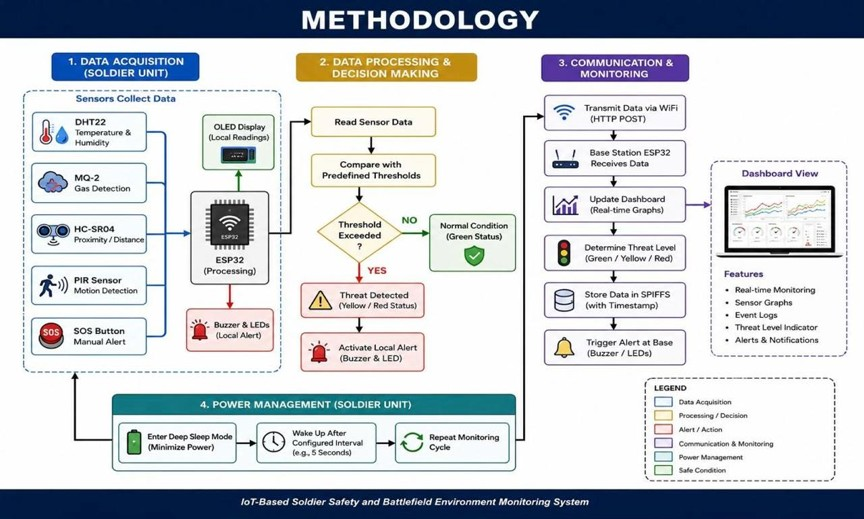 METHODOLOGY
1. DATA ACQUISITION
(SOLDIER UNIT)
Sensors Collect Data
DHT22
Temperature &
Humidity
MQ-2
Gas Detection
HC-SR04
Proximity / Distance
PIR Sensor
Motion Detection
SOS
SOS Button
Manual Alert
OLED Display
(Local Readings)
ESP32
ESP32
(Processing)
Buzzer & LEDs
(Local Alert)
2. DATA PROCESSING &
DECISION MAKING
Read Sensor Data
Compare with
Predefined Thresholds
Threshold
Exceeded
?
NO
Normal Condition
(Green Status)
YES
Threat Detected
(Yellow / Red Status)
Activate Local Alert
(Buzzer & LED)
3. COMMUNICATION &
MONITORING
Transmit Data via WiFi
(HTTP POST)
Base Station ESP32
Receives Data
Update Dashboard
(Real-time Graphs)
Determine Threat Level
(Green / Yellow / Red)
Store Data in SPIFFS
(with Timestamp)
Trigger Alert at Base
(Buzzer / LEDs)
Dashboard View
Features
• Real-time Monitoring
• Sensor Graphs
• Event Logs
• Threat Level Indicator
• Alerts & Notifications
4. POWER MANAGEMENT (SOLDIER UNIT)
Enter Deep Sleep Mode
(Minimize Power)
Wake Up After
Configured Interval
(e.g., 5 Seconds)
Repeat Monitoring
Cycle
LEGEND
Data Acquisition
Processing / Decision
Alert / Action
Communication & Monitoring
Power Management
Safe Condition
IoT-Based Soldier Safety and Battlefield Environment Monitoring System